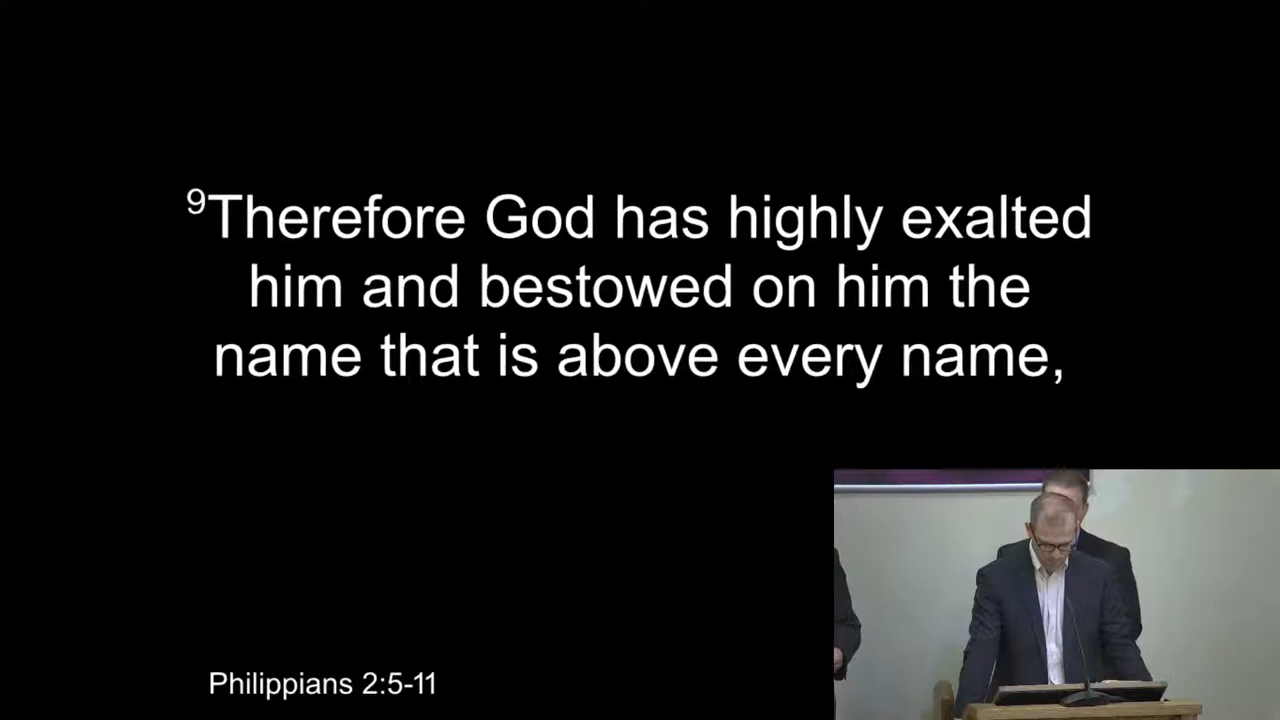 ⁹Therefore God has highly exalted
him and bestowed on him the
name that is above every name,
Philippians 2:5-11